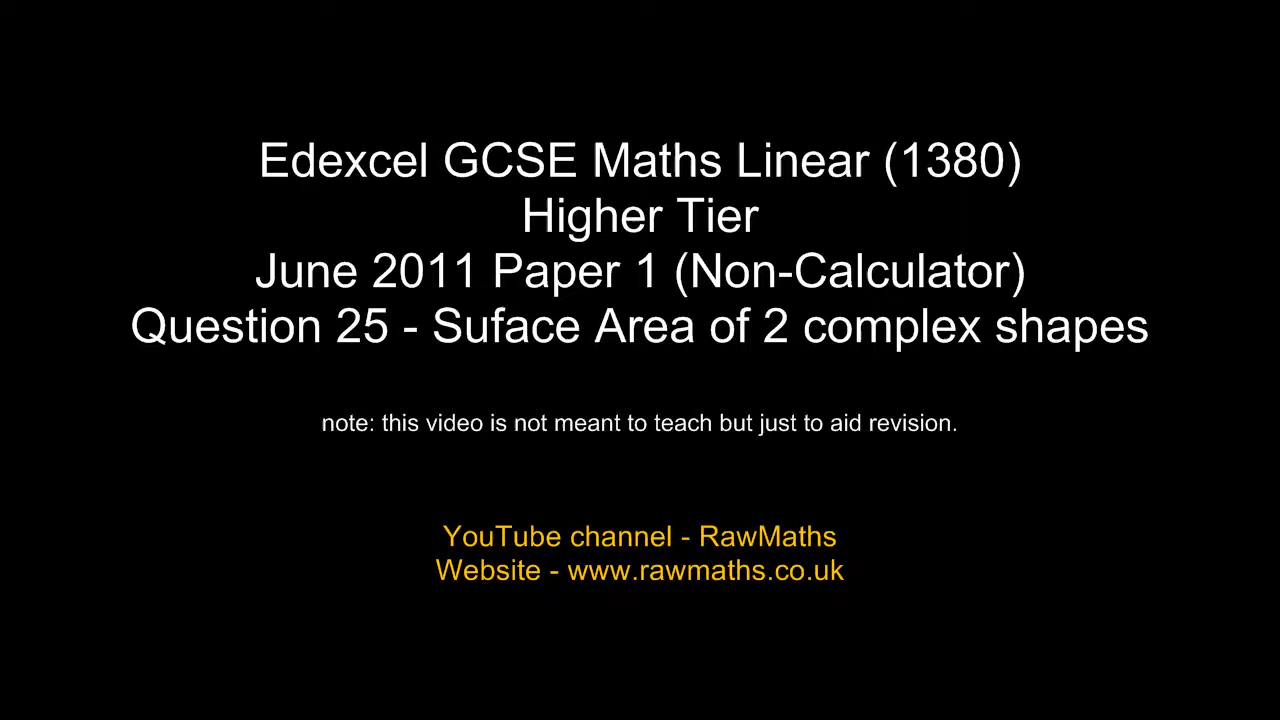 Edexcel GCSE Maths Linear (1380)
Higher Tier
June 2011 Paper 1 (Non-Calculator)
Question 25 - Suface Area of 2 complex shapes
note: this video is not meant to teach but just to aid revision.
YouTube channel - RawMaths
Website - www.rawmaths.co.uk